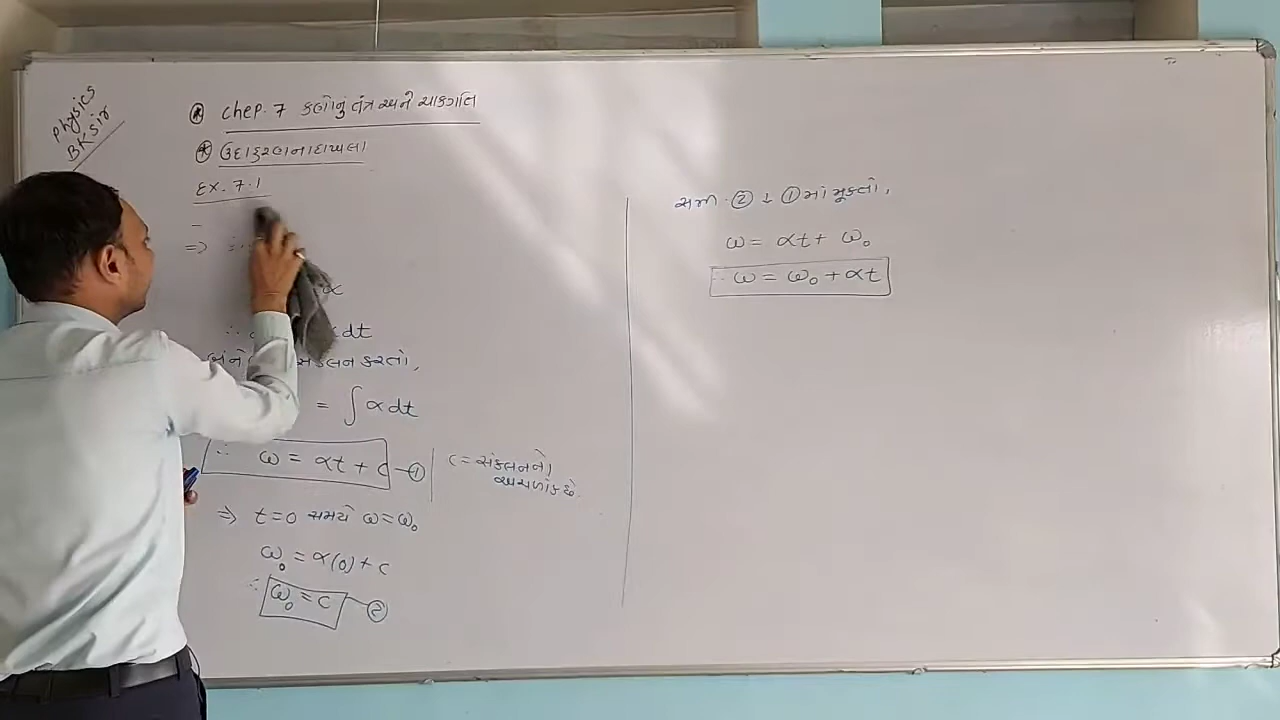 Physics
BK sir
* Chep. 7 કણોનું તંત્ર અને ચાકગતિ
* ઉદાહરણના દાખલા
Ex. 7.1
=>
α
∴ dt
બંને સંકલન કરતાં,
= ∫ α dt
∴ ω = αt + c — ①
c = સંકલનનો
અચળાંક છે.
=> t = 0 સમયે ω = ω₀
ω₀ = α(0) + c
∴ ω₀ = c — ②
સમી. ② ↓ ① માં મૂકતાં,
ω = αt + ω₀
∴ ω = ω₀ + αt